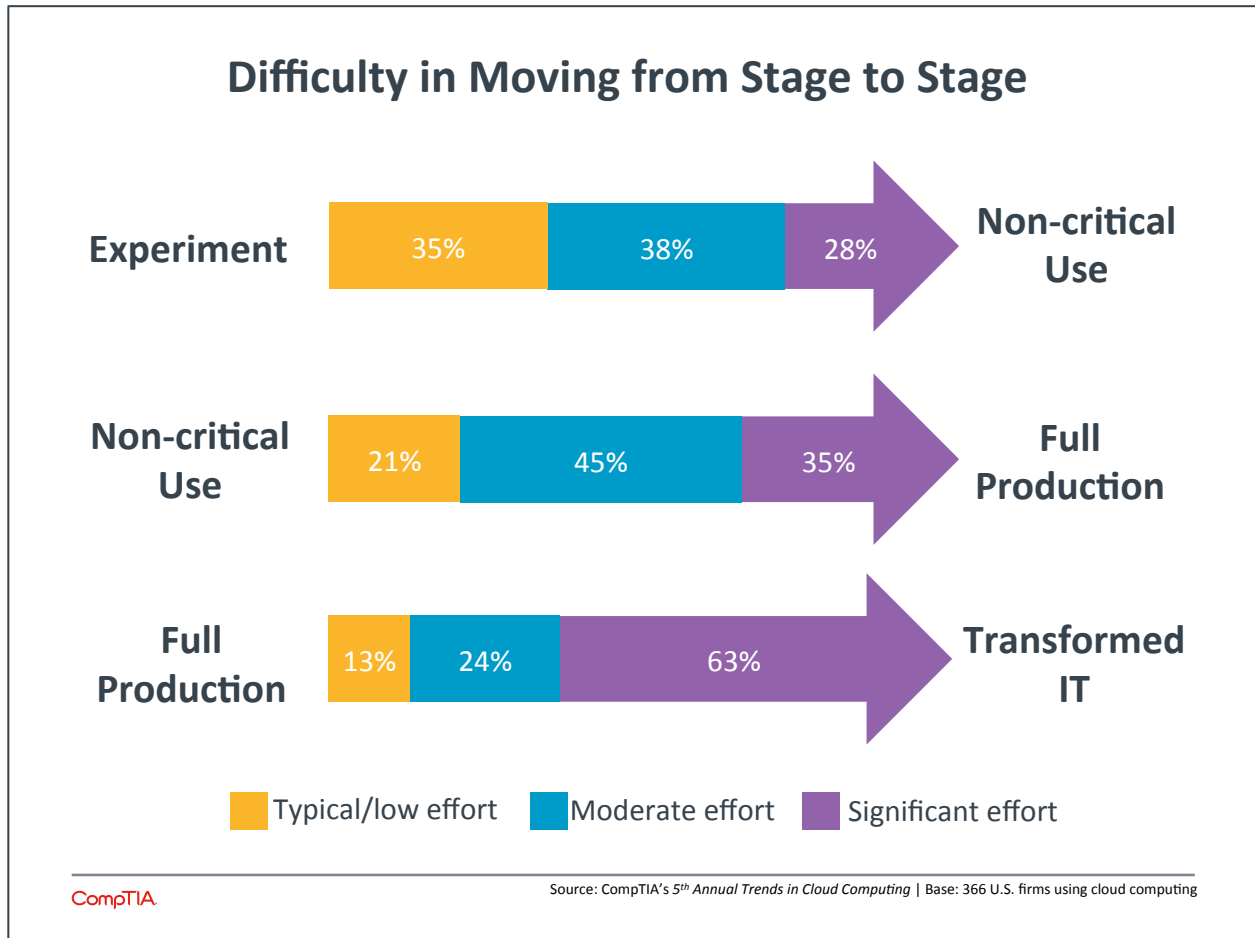 Difficulty in Moving from Stage to Stage
Experiment
35%
38%
28%
Non-critical
Use
Non-critical
Use
21%
45%
35%
Full
Production
Full
Production
13%
24%
63%
Transformed
IT
Typical/low effort
Moderate effort
Significant effort
CompTIA.
Source: CompTIA's 5th Annual Trends in Cloud Computing | Base: 366 U.S. firms using cloud computing